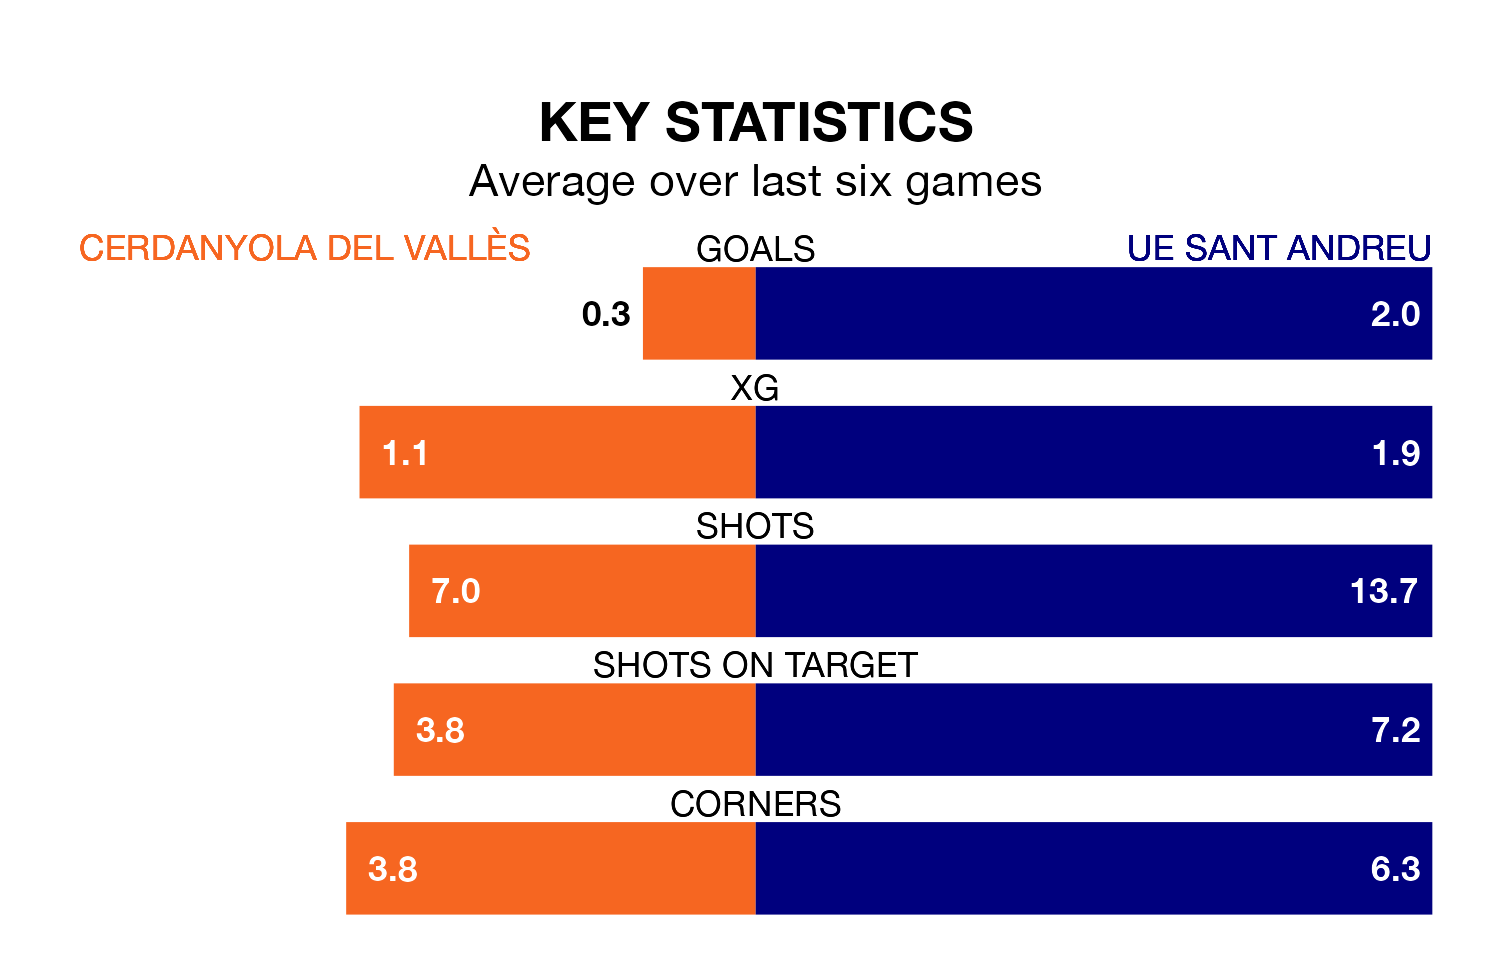 KEY STATISTICS
Average over last six games
CERDANYOLA DEL VALLÈS GOALS UE SANT ANDREU
0.3 2.0
XG
1.1 1.9
SHOTS
7.0 13.7
SHOTS ON TARGET
3.8 7.2
CORNERS
3.8 6.3